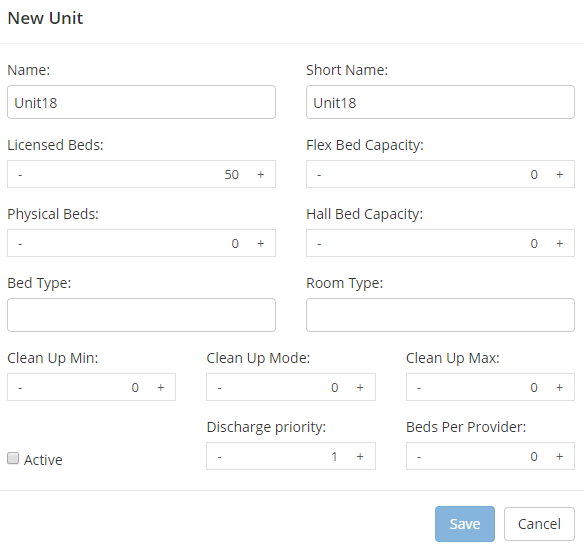 New Unit
Name: Short Name:
Unit18 Unit18
Licensed Beds: Flex Bed Capacity:
- 50 + - 0 +
Physical Beds: Hall Bed Capacity:
- 0 + - 0 +
Bed Type: Room Type:
Clean Up Min: Clean Up Mode: Clean Up Max:
- 0 + - 0 + - 0 +
Discharge priority: Beds Per Provider:
Active - 1 + - 0 +
Save Cancel